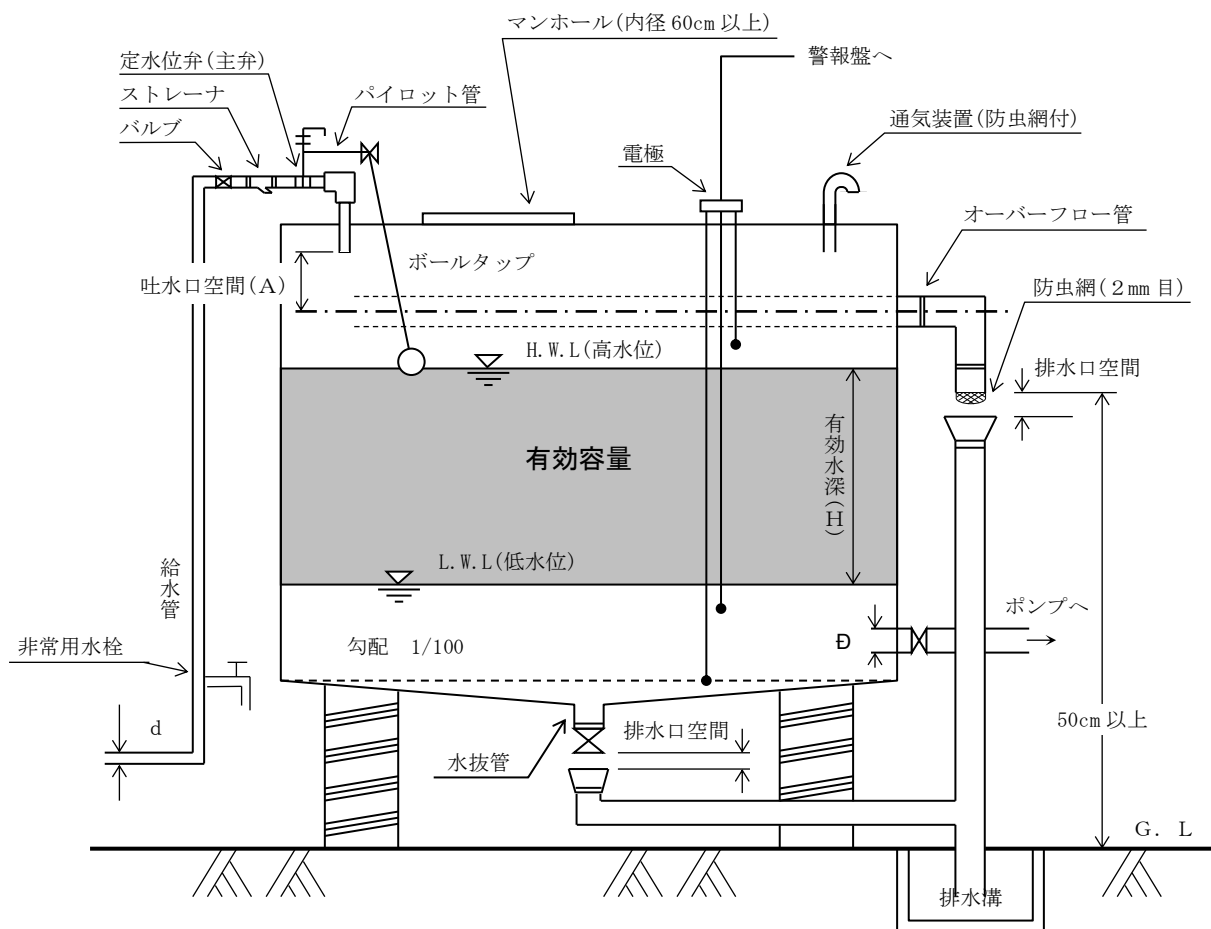 マンホール(内径 60cm 以上)
定水位弁(主弁)
警報盤へ
ストレーナ
パイロット管
バルブ
通気装置(防虫網付)
電極
オーバーフロー管
ボールタップ
吐水口空間(A)
防虫網(2mm 目)
H.W.L(高水位)
排水口空間
有効水深(H)
有効容量
L.W.L(低水位)
給水管
ポンプへ
非常用水栓
勾配 1/100
Ð
d
排水口空間
50cm 以上
水抜管
G. L
排水溝